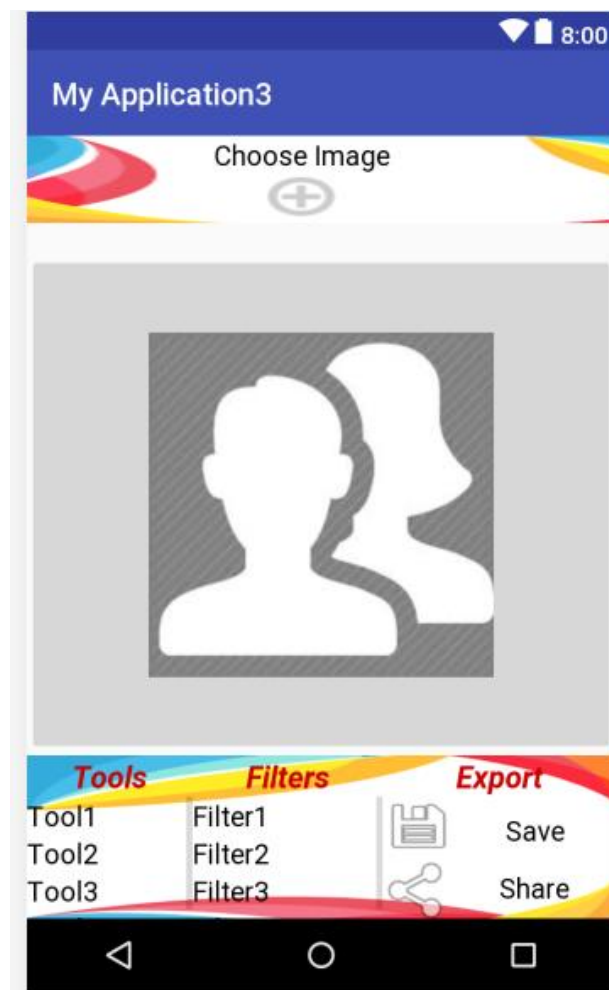 8:00
My Application3
Choose Image
Tools Filters Export
Tool1 Filter1 Save
Tool2 Filter2
Tool3 Filter3 Share